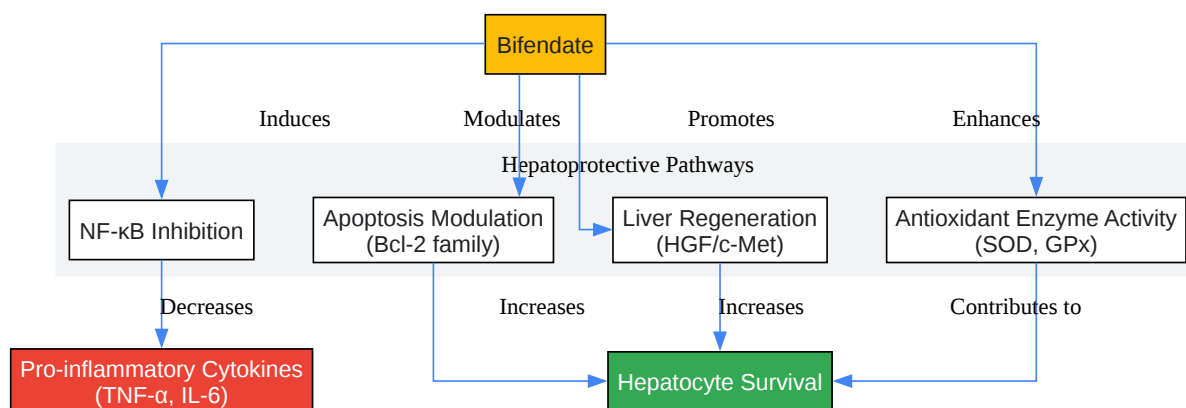 Bifendate
Induces
Modulates
Promotes
Enhances
Hepatoprotective Pathways
NF-κB Inhibition
Apoptosis Modulation
(Bcl-2 family)
Liver Regeneration
(HGF/c-Met)
Antioxidant Enzyme Activity
(SOD, GPx)
Decreases
Increases
Increases
Contributes to
Pro-inflammatory Cytokines
(TNF-α, IL-6)
Hepatocyte Survival